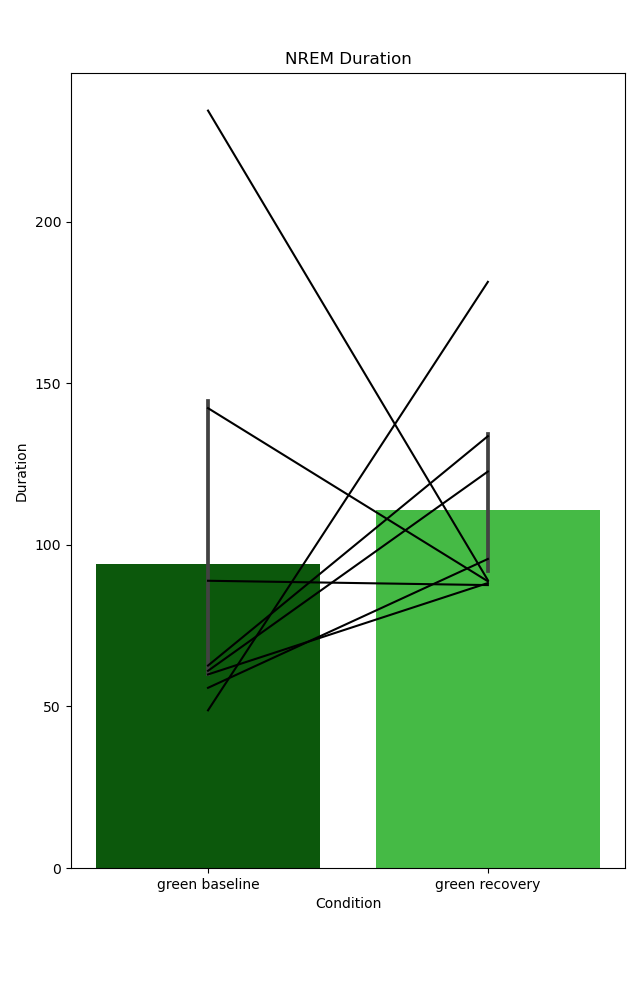 NREM Duration
200
150
100
50
0
Duration
green baseline
green recovery
Condition